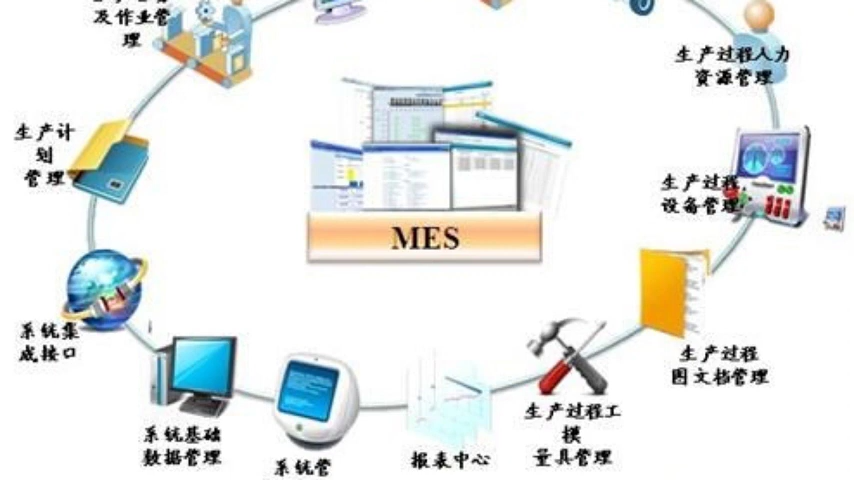 及作业管
理
生产过程人力
资源管理
生产计
划
管理
生产过程
设备管理
MES
系统集
成接口
生产过程
图文档管理
系统基础
数据管理
系统管
报表中心
生产过程工
模
量具管理